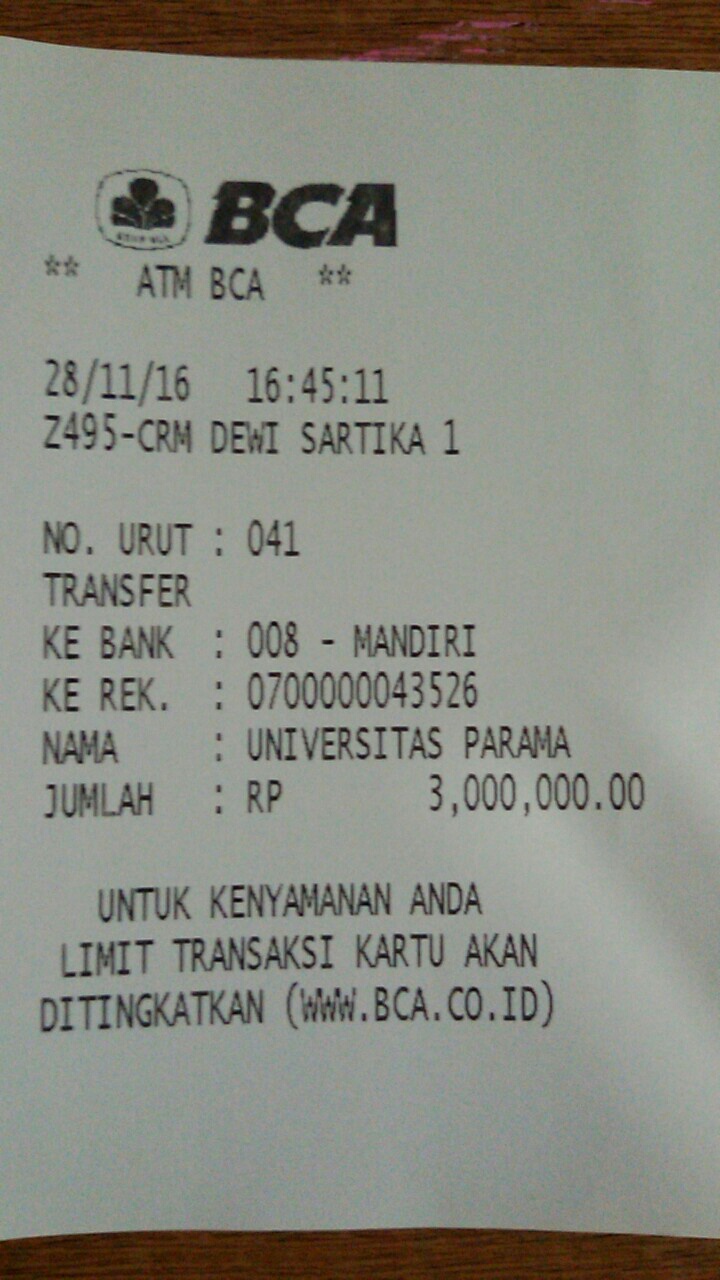 BCA
** ATM BCA **
28/11/16 16:45:11
Z495-CRM DEWI SARTIKA 1
NO. URUT : 041
TRANSFER
KE BANK : 008 - MANDIRI
KE REK. : 0700000043526
NAMA : UNIVERSITAS PARAMA
JUMLAH : RP 3,000,000.00
UNTUK KENYAMANAN ANDA
LIMIT TRANSAKSI KARTU AKAN
DITINGKATKAN (WWW.BCA.CO.ID)